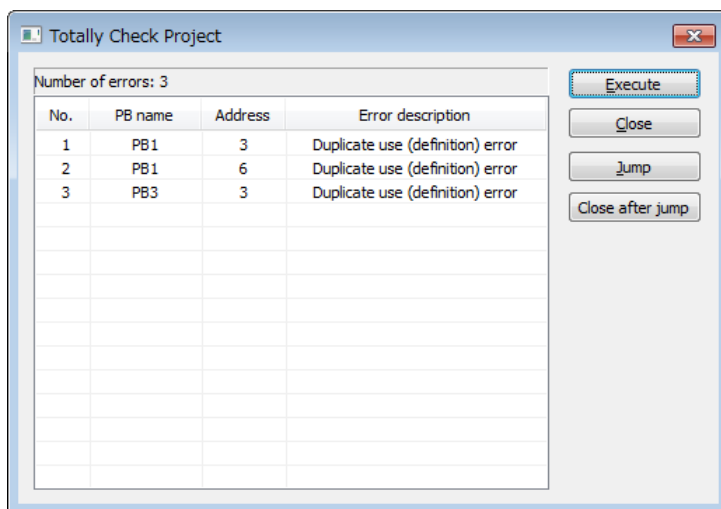 Totally Check Project
Number of errors: 3
No. PB name Address Error description
1 PB1 3 Duplicate use (definition) error
2 PB1 6 Duplicate use (definition) error
3 PB3 3 Duplicate use (definition) error
Execute
Close
Jump
Close after jump